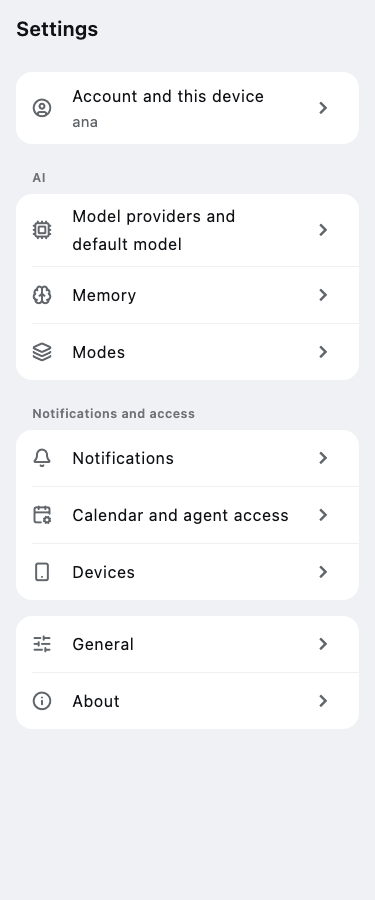 Settings
Account and this device
ana
AI
Model providers and
default model
Memory
Modes
Notifications and access
Notifications
Calendar and agent access
Devices
General
About